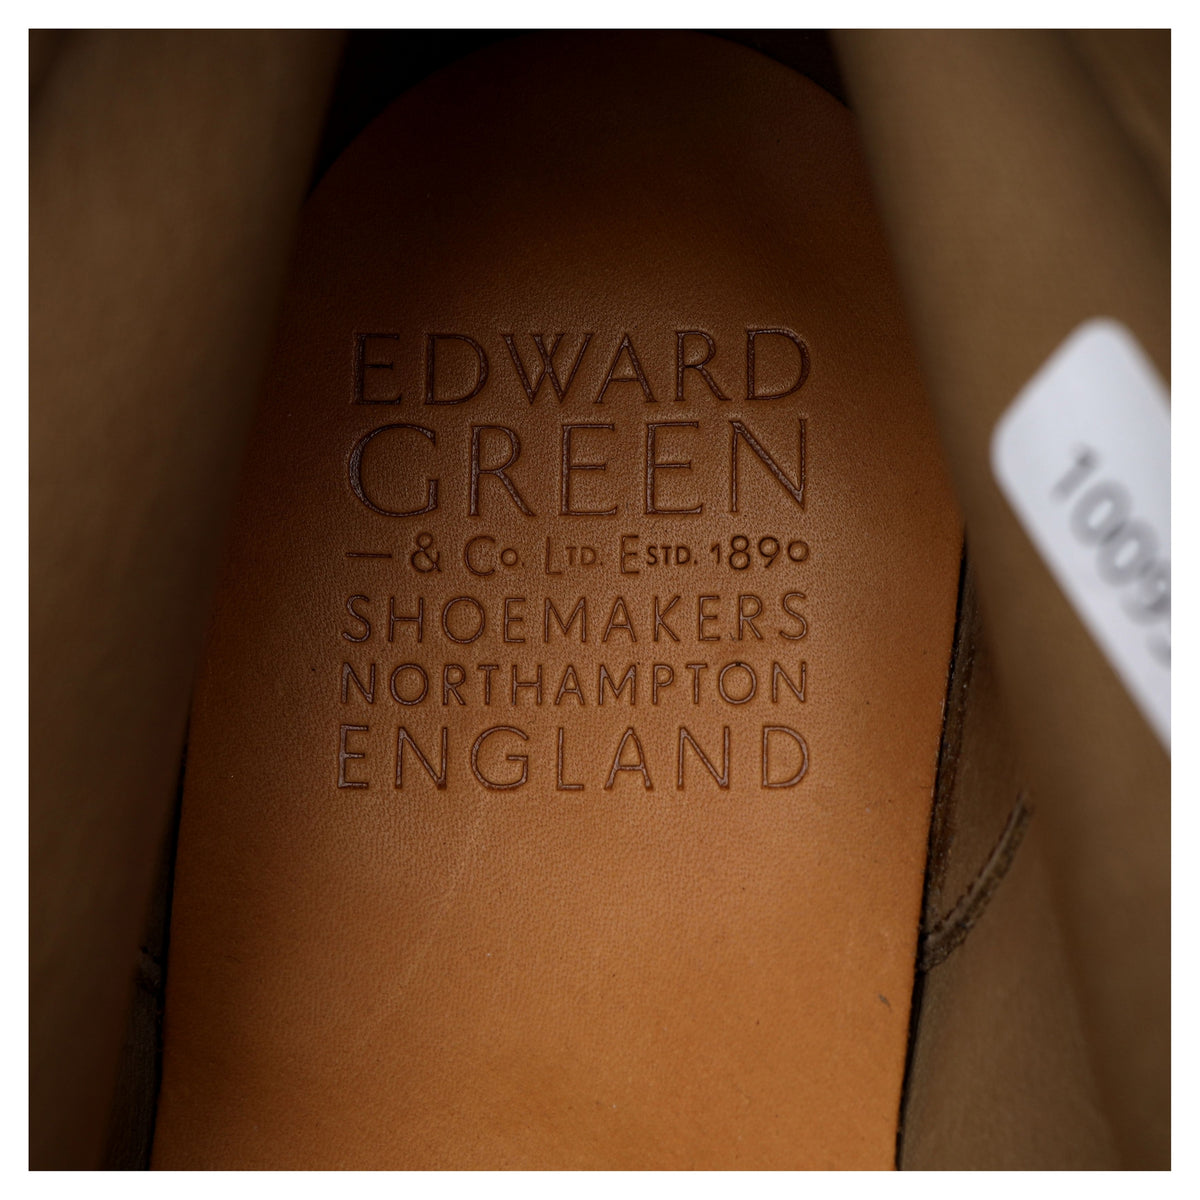 EDWARD
GREEN
— & Co. LTD. ESTD. 1890
SHOEMAKERS
NORTHAMPTON
ENGLAND